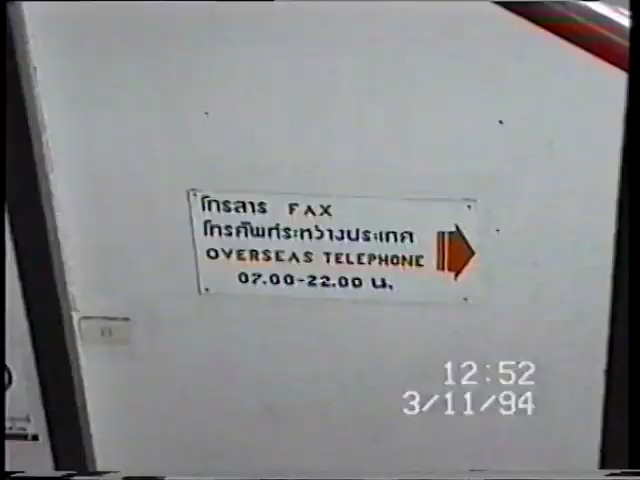 โทรสาร FAX
โทรศัพท์ระหว่างประเทศ
OVERSEAS TELEPHONE
07.00-22.00 น.
12:52
3/11/94